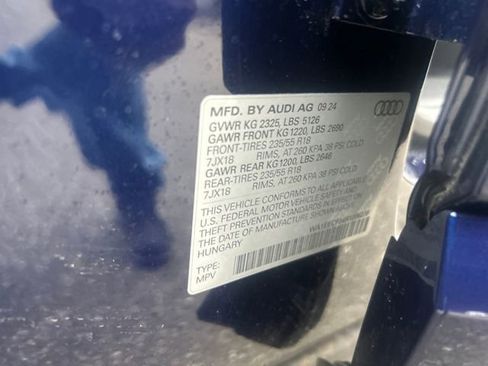 MFD. BY AUDI AG 09 24
GVWR KG 2325, LBS 5126
GAWR FRONT KG 1220, LBS 2690
FRONT-TIRES 235/55 R18
7JX18 RIMS, AT 260 KPA 38 PSI COLD
GAWR REAR KG1200, LBS 2646
REAR-TIRES 235/55 R18
7JX18 RIMS, AT 260 KPA 38 PSI COLD
THIS VEHICLE CONFORMS TO ALL APPLICABLE
U.S. FEDERAL MOTOR VEHICLE SAFETY AND
THEFT PREVENTION STANDARDS IN EFFECT ON
THE DATE OF MANUFACTURE SHOWN ABOVE
HUNGARY
TYPE:
MPV